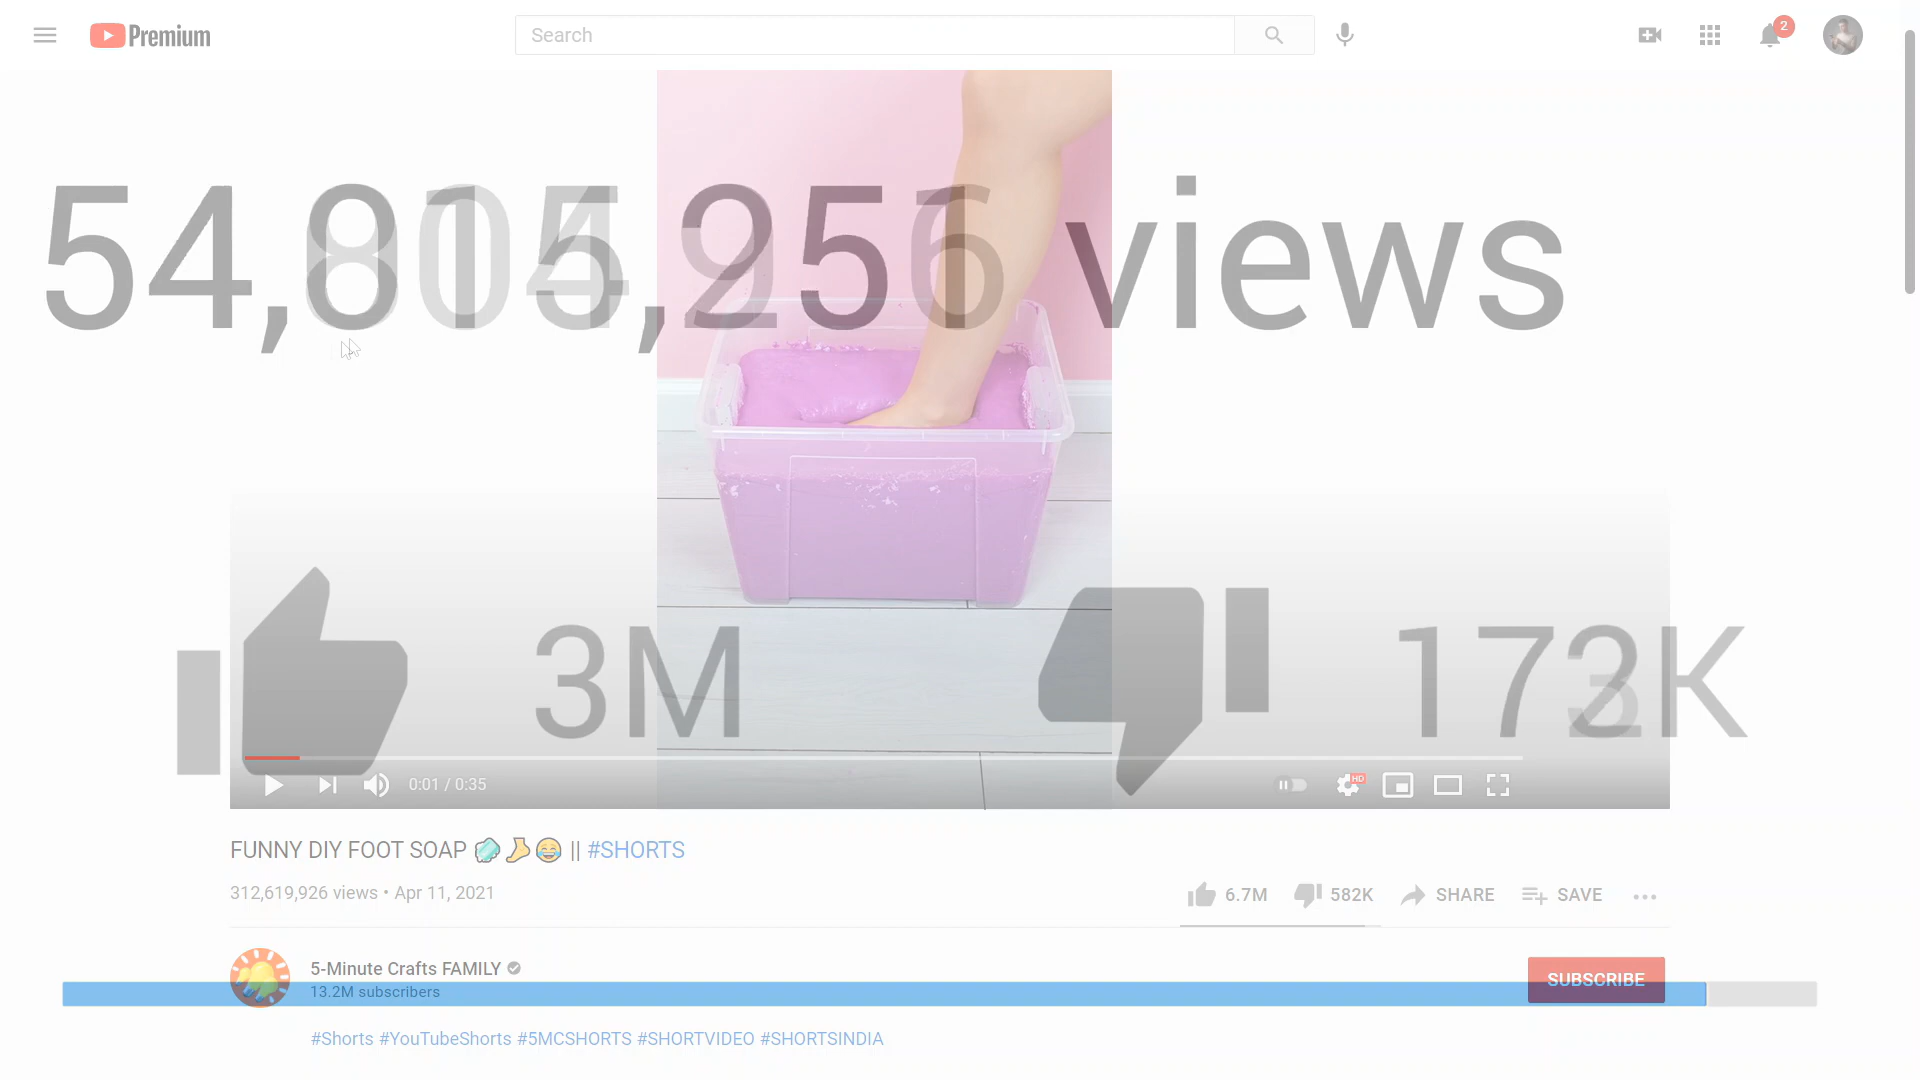 Premium
Search
2
views
3M
HD
0:01 / 0:35
FUNNY DIY FOOT SOAP 🧼🦶😂 || #SHORTS
312,619,926 views • Apr 11, 2021
6.7M
582K
SHARE
SAVE
5-Minute Crafts FAMILY
13.2M subscribers
SUBSCRIBE
#Shorts #YouTubeShorts #5MCSHORTS #SHORTVIDEO #SHORTSINDIA